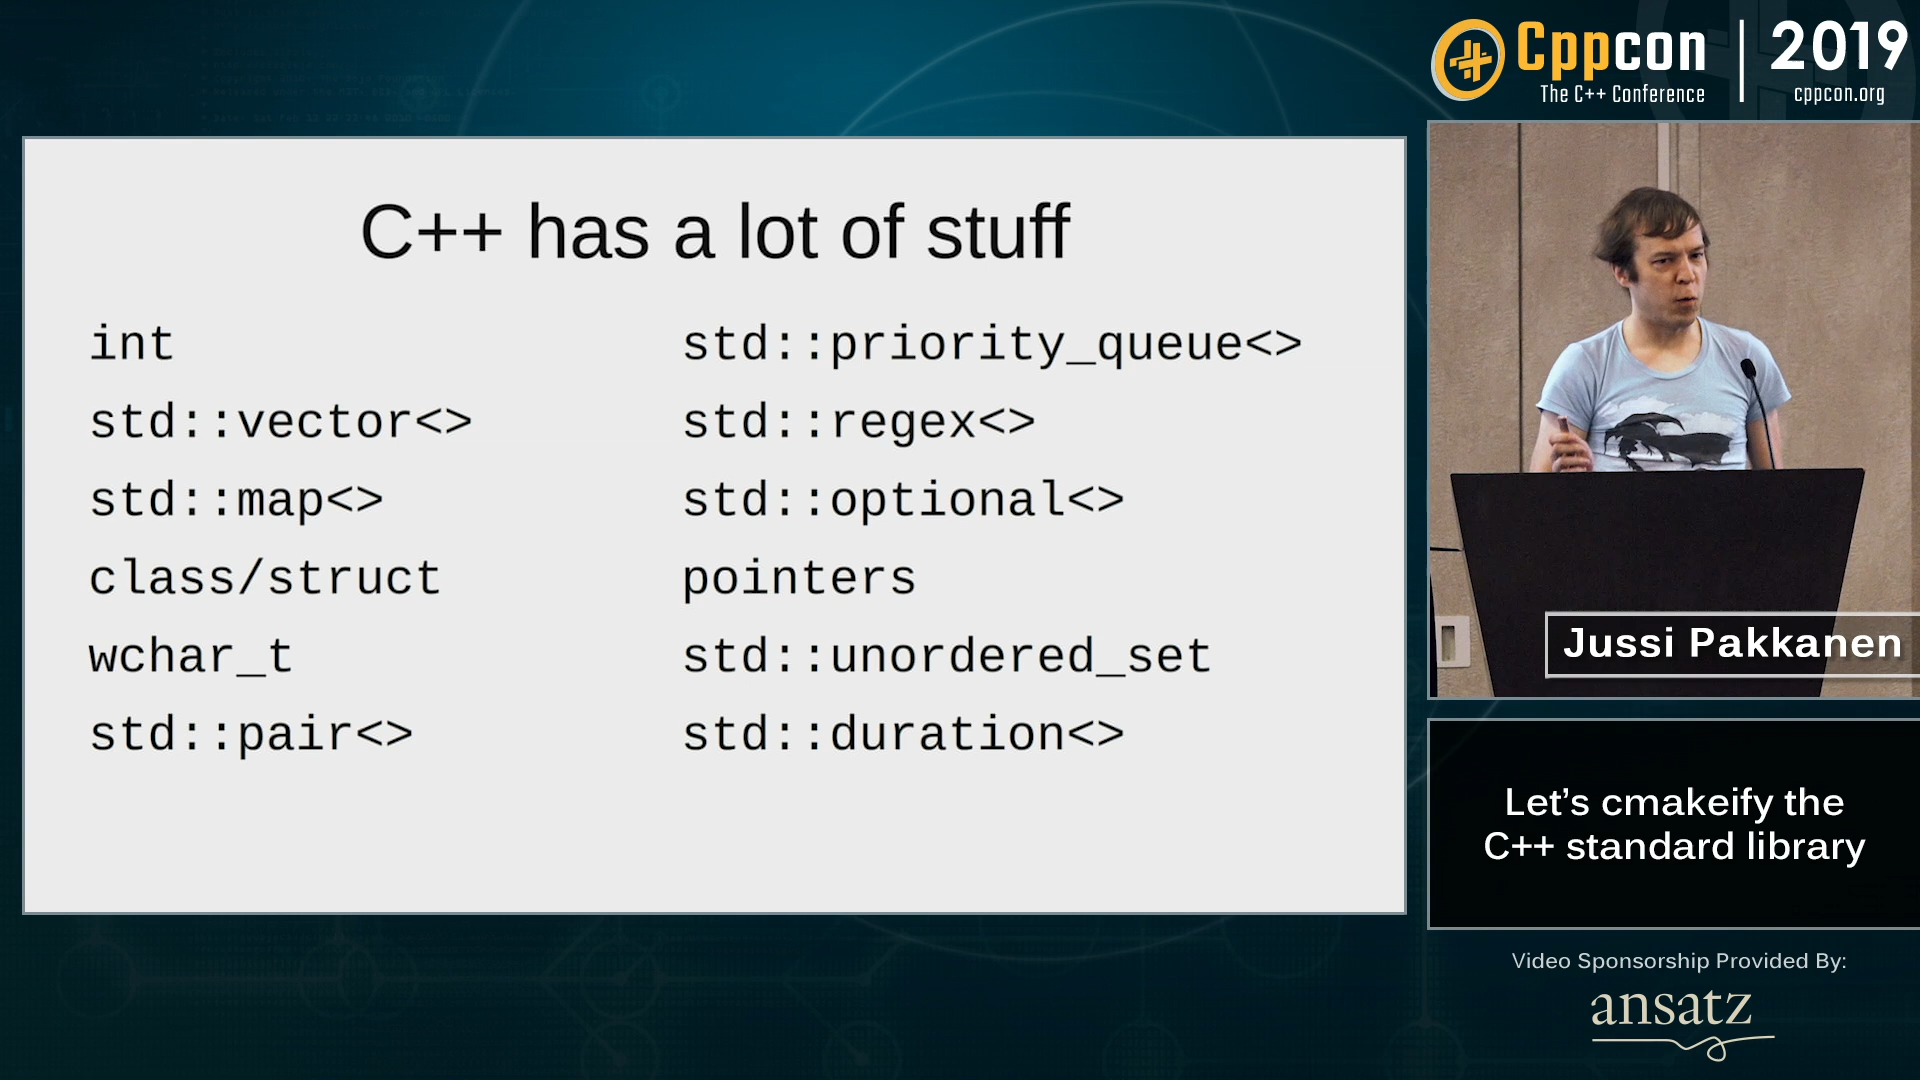 Cppcon
The C++ Conference
2019
cppcon.org
C++ has a lot of stuff
int
std::vector<>
std::map<>
class/struct
wchar_t
std::pair<>
std::priority_queue<>
std::regex<>
std::optional<>
pointers
std::unordered_set
std::duration<>
Jussi Pakkanen
Let’s cmakeify the
C++ standard library
Video Sponsorship Provided By:
ansatz